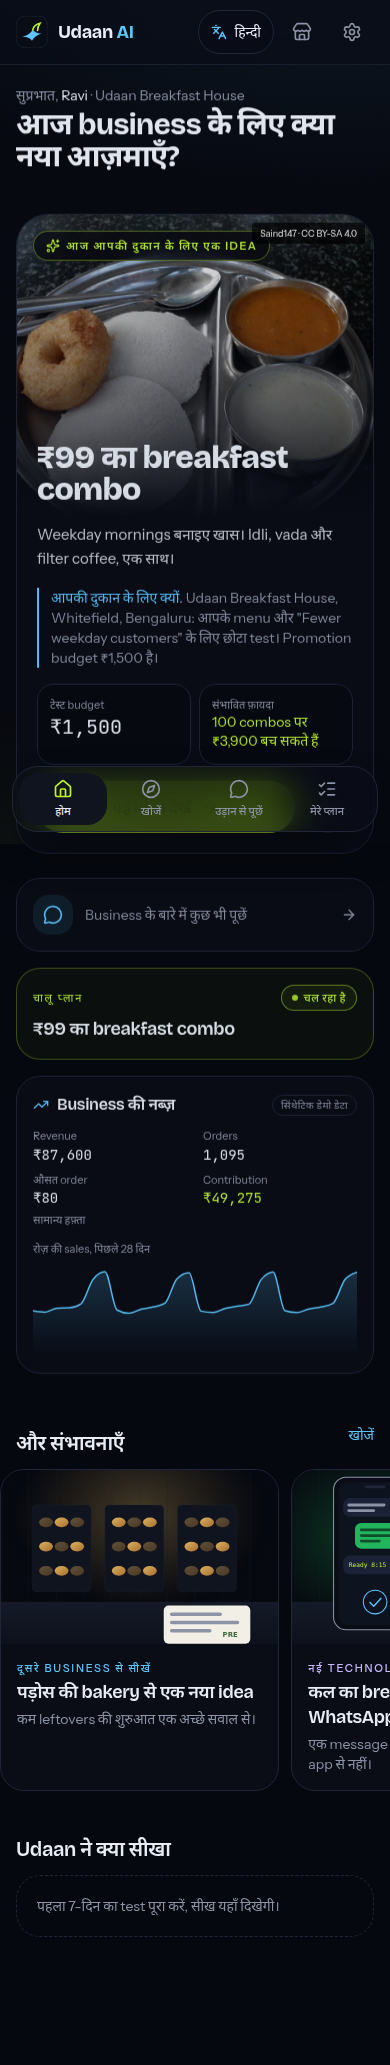 Udaan AI
हिन्दी
सुप्रभात, Ravi · Udaan Breakfast House
आज business के लिए क्या
नया आज़माएँ?
Saind147 · CC BY-SA 4.0
आज आपकी दुकान के लिए एक IDEA
₹99 का breakfast
combo
Weekday mornings बनाइए खास। Idli, vada और
filter coffee, एक साथ।
आपकी दुकान के लिए क्यों. Udaan Breakfast House,
Whitefield, Bengaluru: आपके menu और "Fewer
weekday customers" के लिए छोटा test। Promotion
budget ₹1,500 है।
टेस्ट budget
₹1,500
संभावित फ़ायदा
100 combos पर
₹3,900 बच सकते हैं
होम
खोजें
उड़ान से पूछें
मेरे प्लान
Business के बारे में कुछ भी पूछें
चालू प्लान
चल रहा है
₹99 का breakfast combo
Business की नब्ज़
सिंथेटिक डेमो डेटा
Revenue
Orders
₹87,600
1,095
औसत order
Contribution
₹80
₹49,275
सामान्य हफ़्ता
रोज़ की sales, पिछले 28 दिन
और संभावनाएँ
खोजें
PRE
Ready 8:15
दूसरे BUSINESS से सीखें
पड़ोस की bakery से एक नया idea
कम leftovers की शुरुआत एक अच्छे सवाल से।
नई TECHNOL
कल का bre
WhatsApp
एक message
app से नहीं।
Udaan ने क्या सीखा
पहला 7-दिन का test पूरा करें, सीख यहाँ दिखेगी।